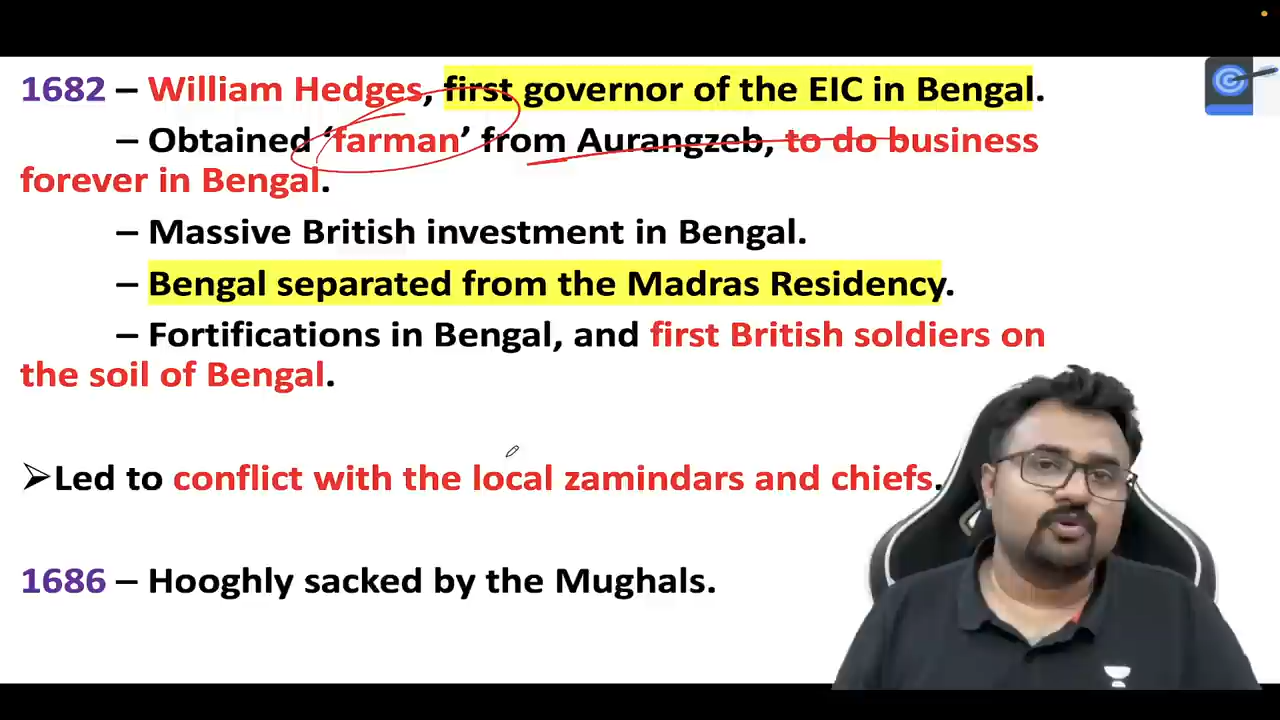 1682 – William Hedges, first governor of the EIC in Bengal.
– Obtained ‘farman’ from Aurangzeb, to do business
forever in Bengal.
– Massive British investment in Bengal.
– Bengal separated from the Madras Residency.
– Fortifications in Bengal, and first British soldiers on
the soil of Bengal.
➢Led to conflict with the local zamindars and chiefs.
1686 – Hooghly sacked by the Mughals.